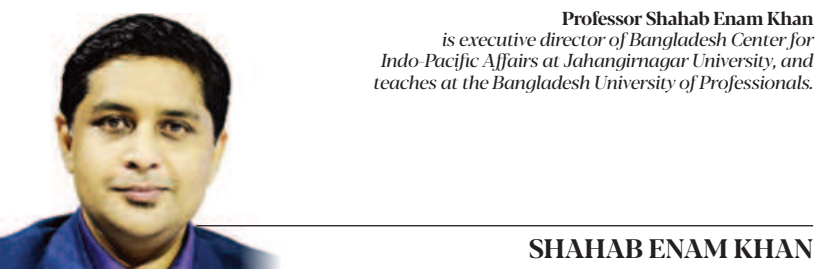 Professor Shahab Enam Khan
is executive director of Bangladesh Center for
Indo-Pacific Affairs at Jahangirnagar University, and
teaches at the Bangladesh University of Professionals.
SHAHAB ENAM KHAN